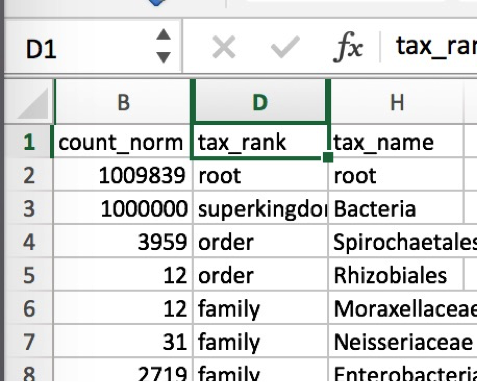 D1 fx tax_ran
B D H
1 count_norm tax_rank tax_name
2 1009839 root root
3 1000000 superkingdo Bacteria
4 3959 order Spirochaetales
5 12 order Rhizobiales
6 12 family Moraxellaceae
7 31 family Neisseriaceae
8 2719 family Enterobacteria